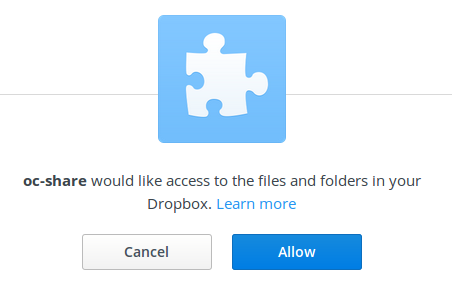 oc-share would like access to the files and folders in your
Dropbox. Learn more
Cancel Allow